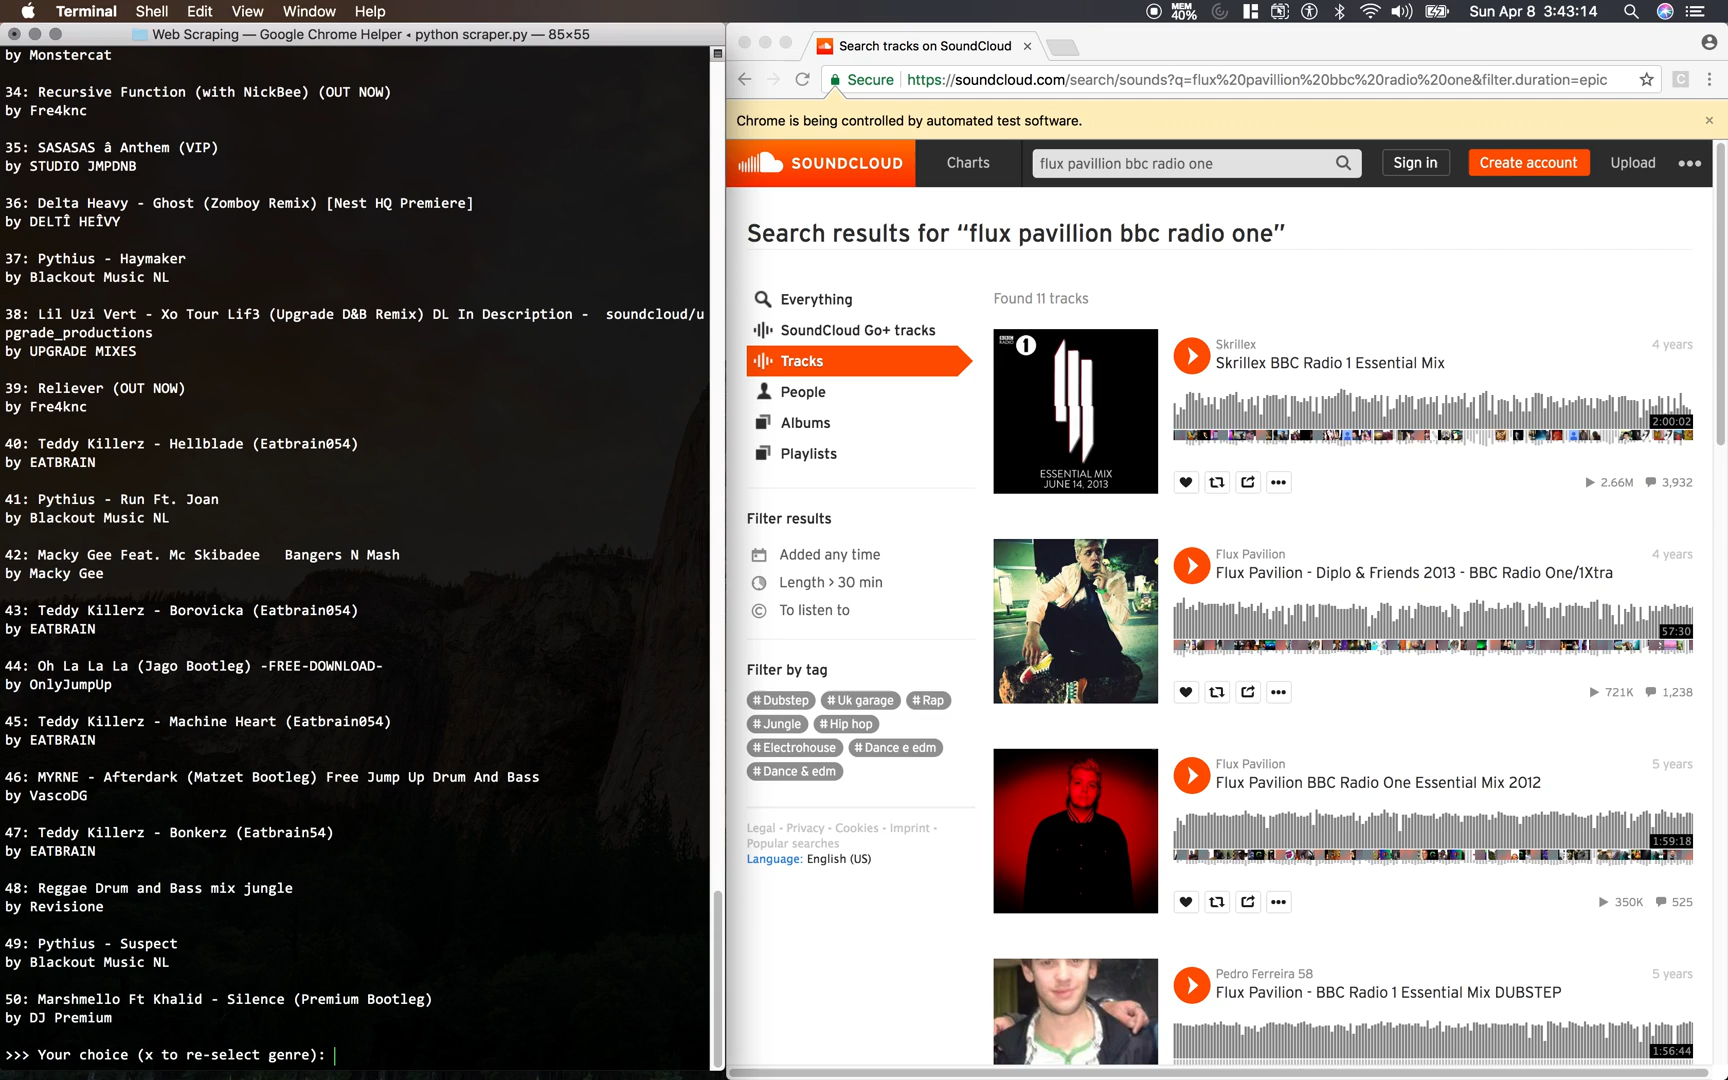 Terminal Shell Edit View Window Help
MEM 40% Sun Apr 8 3:43:14
Web Scraping — Google Chrome Helper ◂ python scraper.py — 85×55
by Monstercat
34: Recursive Function (with NickBee) (OUT NOW)
by Fre4knc
35: SASASAS â Anthem (VIP)
by STUDIO JMPDNB
36: Delta Heavy - Ghost (Zomboy Remix) [Nest HQ Premiere]
by DELTÎ HEÎVY
37: Pythius - Haymaker
by Blackout Music NL
38: Lil Uzi Vert - Xo Tour Lif3 (Upgrade D&B Remix) DL In Description -  soundcloud/u
pgrade_productions
by UPGRADE MIXES
39: Reliever (OUT NOW)
by Fre4knc
40: Teddy Killerz - Hellblade (Eatbrain054)
by EATBRAIN
41: Pythius - Run Ft. Joan
by Blackout Music NL
42: Macky Gee Feat. Mc Skibadee   Bangers N Mash
by Macky Gee
43: Teddy Killerz - Borovicka (Eatbrain054)
by EATBRAIN
44: Oh La La La (Jago Bootleg) -FREE-DOWNLOAD-
by OnlyJumpUp
45: Teddy Killerz - Machine Heart (Eatbrain054)
by EATBRAIN
46: MYRNE - Afterdark (Matzet Bootleg) Free Jump Up Drum And Bass
by VascoDG
47: Teddy Killerz - Bonkerz (Eatbrain54)
by EATBRAIN
48: Reggae Drum and Bass mix jungle
by Revisione
49: Pythius - Suspect
by Blackout Music NL
50: Marshmello Ft Khalid - Silence (Premium Bootleg)
by DJ Premium
>>> Your choice (x to re-select genre):
Search tracks on SoundCloud
Secure https://soundcloud.com/search/sounds?q=flux%20pavillion%20bbc%20radio%20one&filter.duration=epic
Chrome is being controlled by automated test software.
SOUNDCLOUD Charts flux pavillion bbc radio one Sign in Create account Upload
Search results for “flux pavillion bbc radio one”
Everything
SoundCloud Go+ tracks
Tracks
People
Albums
Playlists
Filter results
Added any time
Length > 30 min
To listen to
Filter by tag
# Dubstep # Uk garage # Rap
# Jungle # Hip hop
# Electrohouse # Dance e edm
# Dance & edm
Legal - Privacy - Cookies - Imprint -
Popular searches
Language: English (US)
Found 11 tracks
BBC RADIO 1
ESSENTIAL MIX
JUNE 14, 2013
Skrillex 4 years
Skrillex BBC Radio 1 Essential Mix
2:00:02
2.66M 3,932
Flux Pavilion 4 years
Flux Pavilion - Diplo & Friends 2013 - BBC Radio One/1Xtra
57:30
721K 1,238
Flux Pavilion 5 years
Flux Pavilion BBC Radio One Essential Mix 2012
1:59:18
350K 525
Pedro Ferreira 58 5 years
Flux Pavilion - BBC Radio 1 Essential Mix DUBSTEP
1:56:44